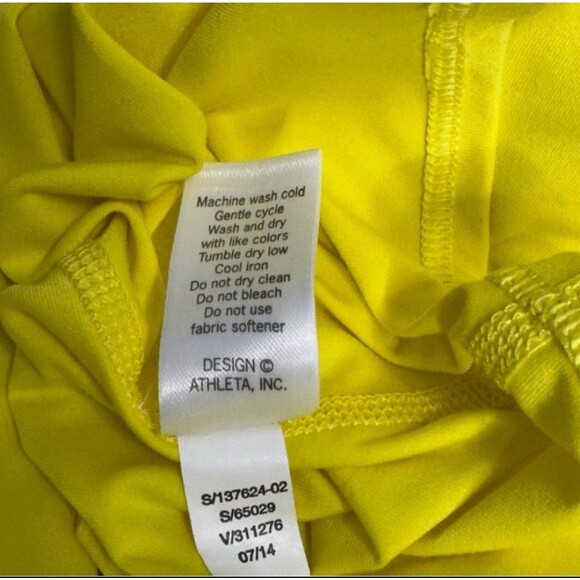 Machine wash cold
Gentle cycle
Wash and dry
with like colors
Tumble dry low
Cool iron
Do not dry clean
Do not bleach
Do not use
fabric softener
DESIGN ©
ATHLETA, INC.
S/137624-02
S/65029
V/311276
07/14